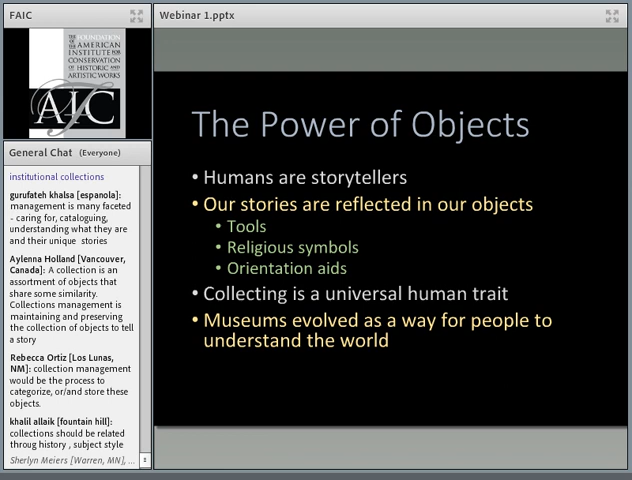 FAIC
THE FOUNDATION
OF THE AMERICAN
INSTITUTE FOR
CONSERVATION
OF HISTORIC AND
ARTISTIC WORKS
AIC
General Chat (Everyone)
institutional collections
gurufateh khalsa [espanola]:
management is many faceted
- caring for, cataloguing,
understanding what they are
and their unique stories
Aylenna Holland [Vancouver,
Canada]: A collection is an
assortment of objects that
share some similarity.
Collections management is
maintaining and preserving
the collection of objects to tell
a story
Rebecca Ortiz [Los Lunas,
NM]: collection management
would be the process to
categorize, or/and store these
objects.
khalil allaik [fountain hill]:
collections should be related
throug history , subject style
Sherlyn Meiers [Warren, MN], ...
Webinar 1.pptx
The Power of Objects
• Humans are storytellers
• Our stories are reflected in our objects
• Tools
• Religious symbols
• Orientation aids
• Collecting is a universal human trait
• Museums evolved as a way for people to
understand the world